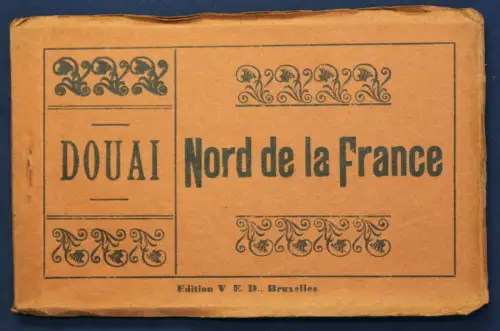 DOUAI
Nord de la France
Edition V. E. D., Bruxelles